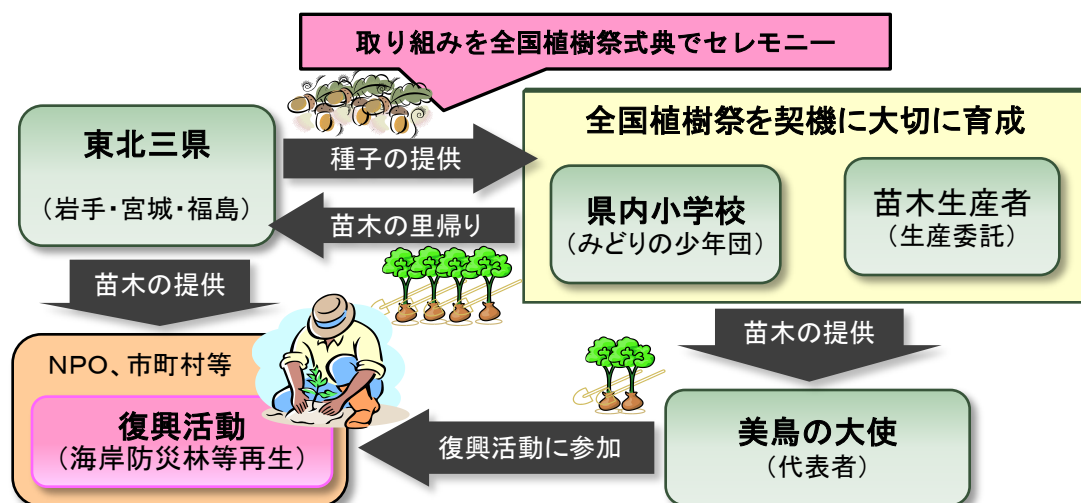 取り組みを全国植樹祭式典でセレモニー
東北三県
（岩手・宮城・福島）
種子の提供
苗木の里帰り
全国植樹祭を契機に大切に育成
県内小学校
（みどりの少年団）
苗木生産者
（生産委託）
苗木の提供
苗木の提供
NPO、市町村等
復興活動
（海岸防災林等再生）
復興活動に参加
美鳥の大使
（代表者）